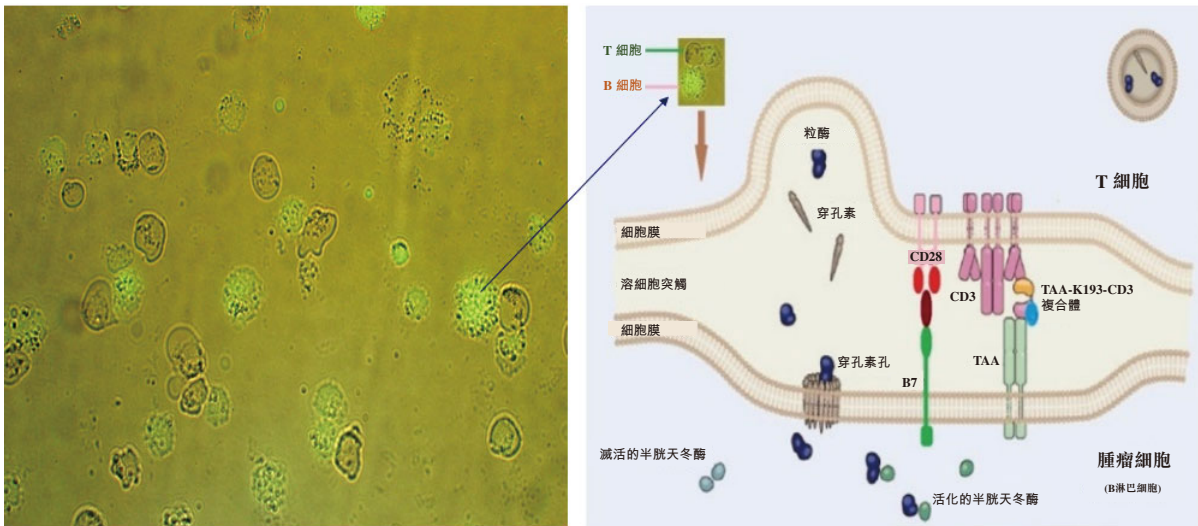 T 細胞
B 細胞
粒酶
T 細胞
穿孔素
細胞膜
CD28
溶細胞突觸
CD3
TAA-K193-CD3
複合體
細胞膜
穿孔素孔
TAA
B7
滅活的半胱天冬酶
腫瘤細胞
(B淋巴细胞)
活化的半胱天冬酶